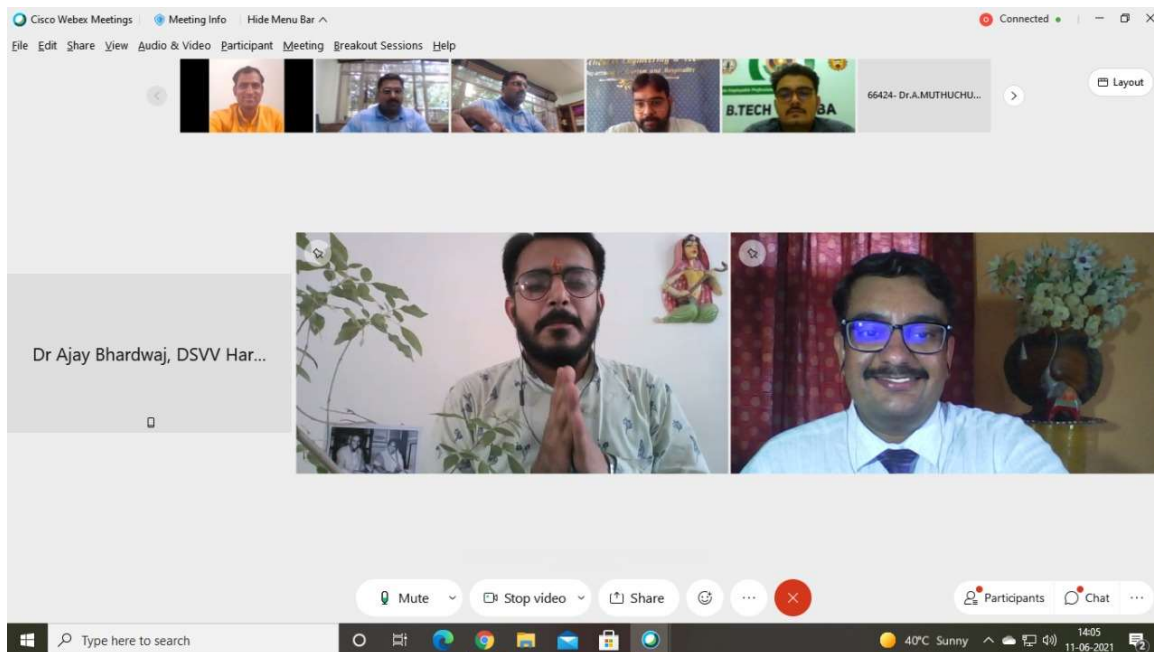 Cisco Webex Meetings Meeting Info Hide Menu Bar Connected
File Edit Share View Audio & Video Participant Meeting Breakout Sessions Help
B.TECH BA
66424- Dr.A.MUTHUCHU...
Layout
Dr Ajay Bhardwaj, DSVV Har...
Mute Stop video Share Participants Chat
Type here to search
40°C Sunny
14:05
11-06-2021
2